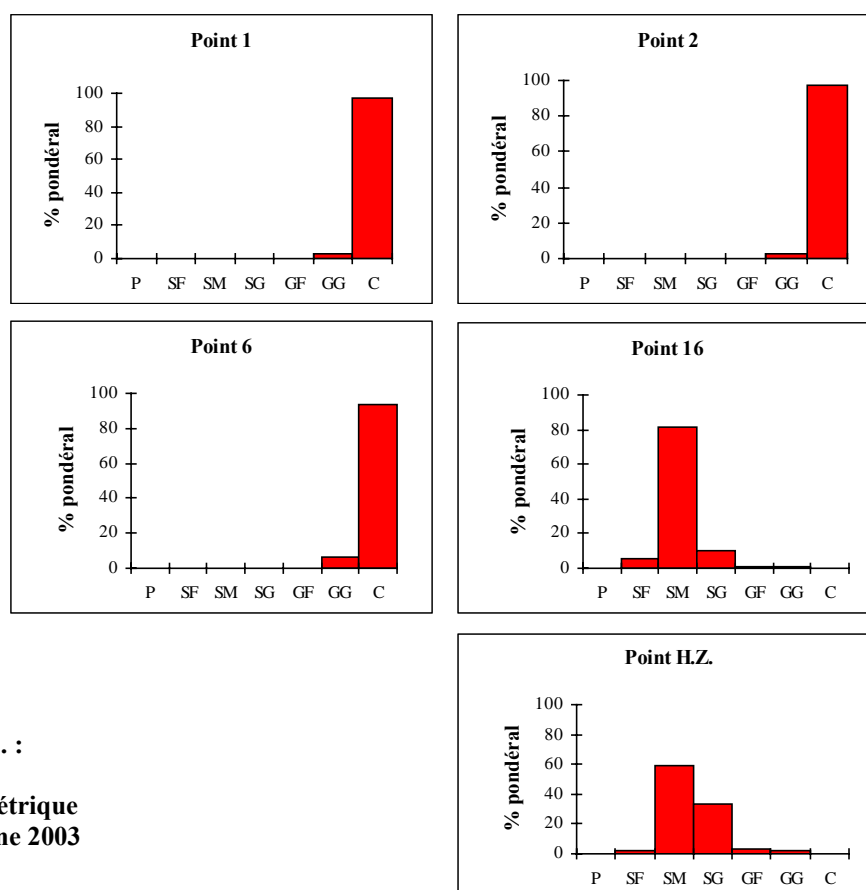 Point 1
% pondéral
100
80
60
40
20
0
P SF SM SG GF GG C
Point 2
% pondéral
100
80
60
40
20
0
P SF SM SG GF GG C
Point 6
% pondéral
100
80
60
40
20
0
P SF SM SG GF GG C
Point 16
% pondéral
100
80
60
40
20
0
P SF SM SG GF GG C
Point H.Z.
% pondéral
100
80
60
40
20
0
P SF SM SG GF GG C
. :
étrique
ne 2003